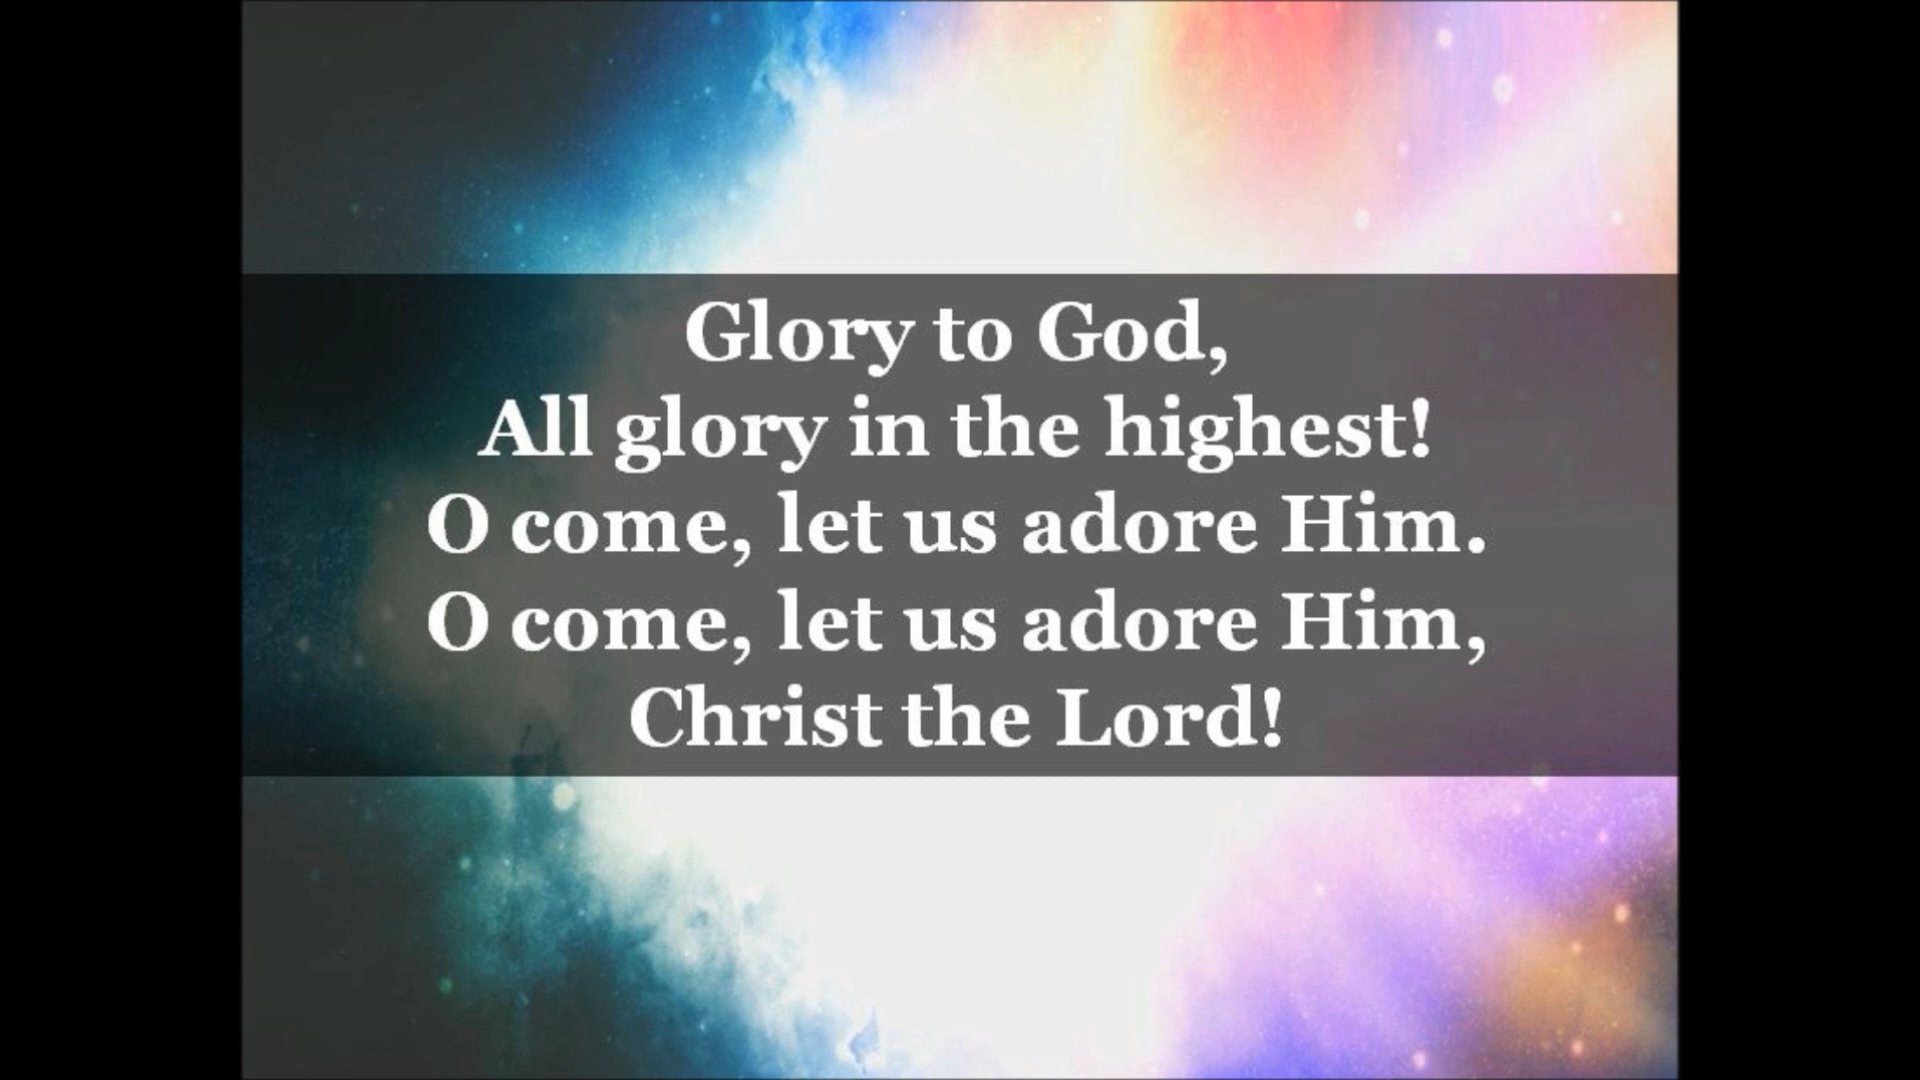 Glory to God,
All glory in the highest!
O come, let us adore Him.
O come, let us adore Him,
Christ the Lord!